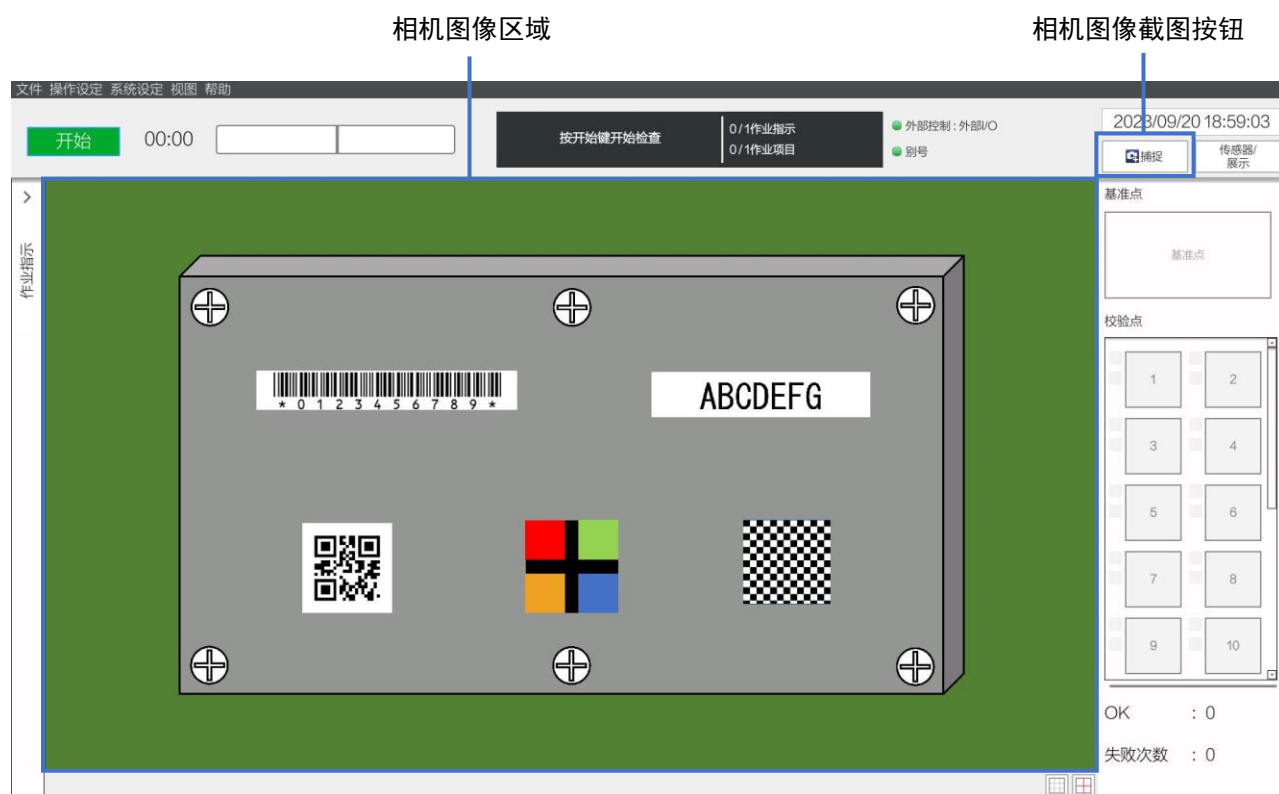 相机图像区域
相机图像截图按钮
文件 操作设定 系统设定 视图 帮助
开始
00:00
按开始键开始检查
0/1作业指示
0/1作业项目
外部控制 : 外部I/O
别号
2023/09/20 18:59:03
捕捉
传感器/
展示
作业指示
基准点
基准点
校验点
1
2
3
4
5
6
7
8
9
10
* 0 1 2 3 4 5 6 7 8 9 *
ABCDEFG
OK : 0
失败次数 : 0